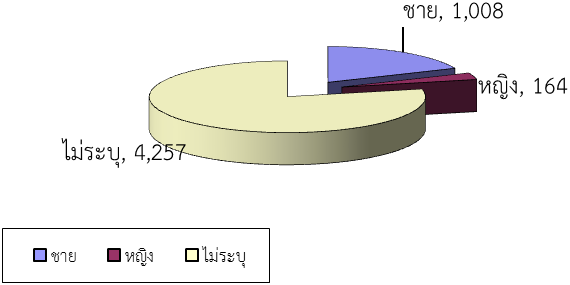 ชาย, 1,008
หญิง, 164
ไม่ระบุ, 4,257
ชาย หญิง ไม่ระบุ